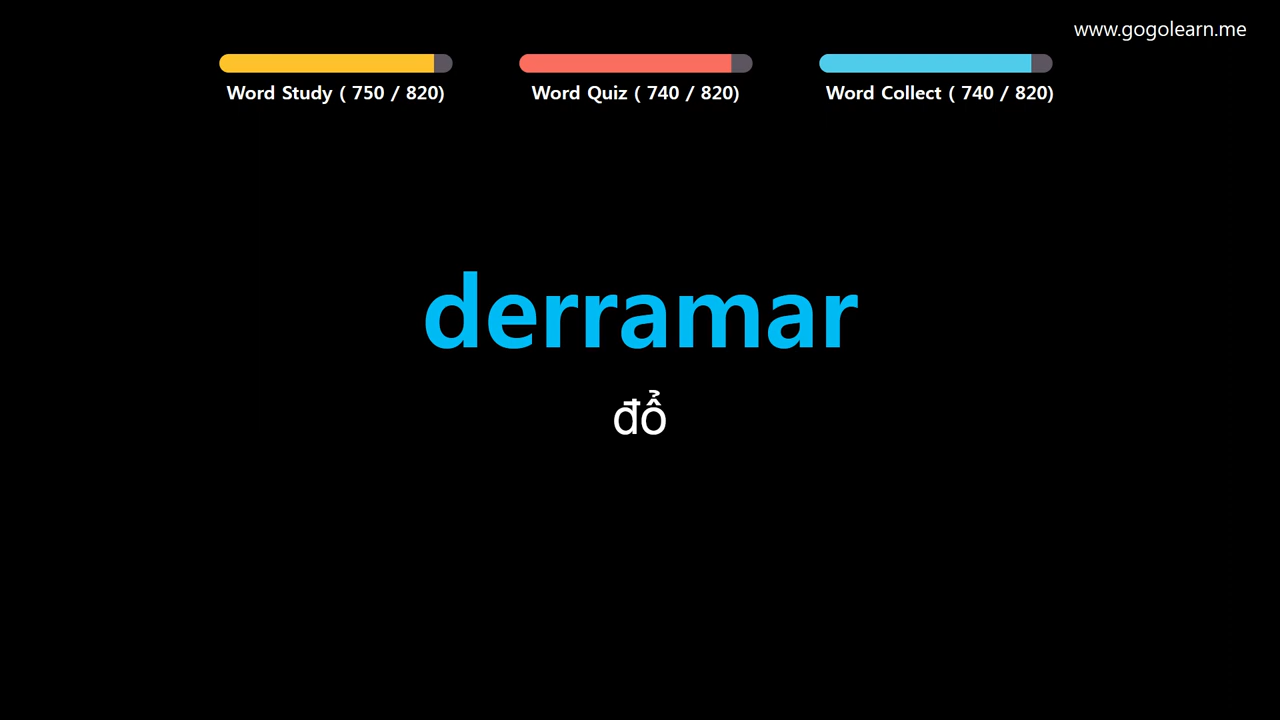 www.gogolearn.me
Word Study ( 750 / 820)
Word Quiz ( 740 / 820)
Word Collect ( 740 / 820)
derramar
đổ